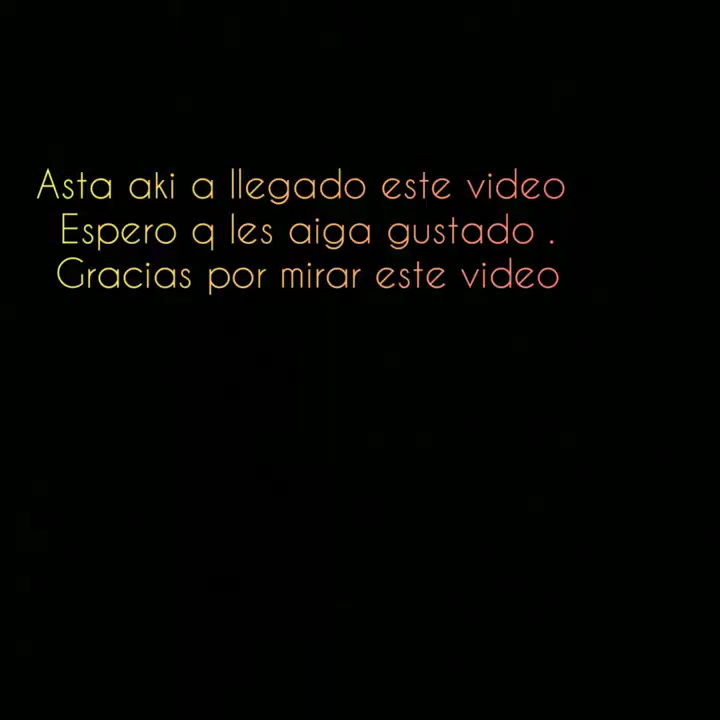 Asta aki a llegado este video
Espero q les aiga gustado .
Gracias por mirar este video